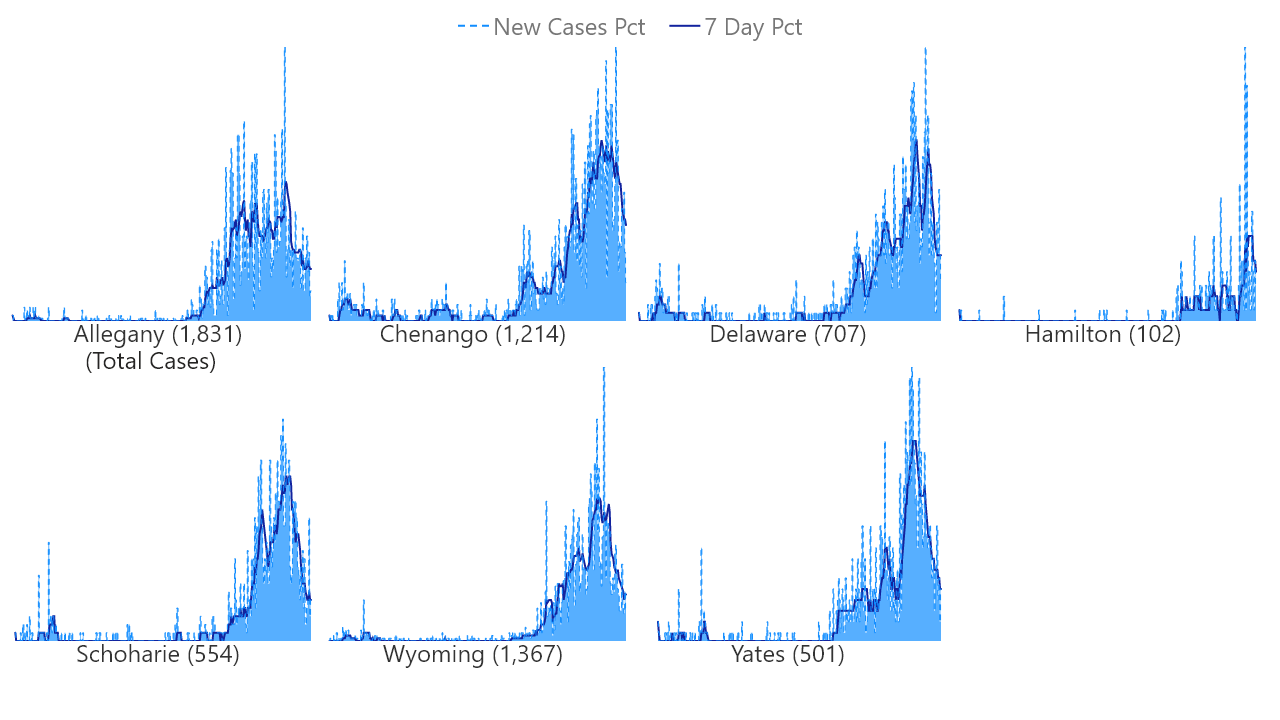 New Cases Pct 7 Day Pct
Allegany (1,831) Chenango (1,214) Delaware (707) Hamilton (102)
(Total Cases)
Schoharie (554) Wyoming (1,367) Yates (501)